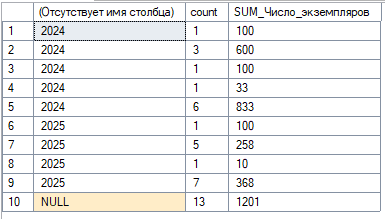 (Отсутствует имя столбца) count SUM_Число_экземпляров
1 2024 1 100
2 2024 3 600
3 2024 1 100
4 2024 1 33
5 2024 6 833
6 2025 1 100
7 2025 5 258
8 2025 1 10
9 2025 7 368
10 NULL 13 1201